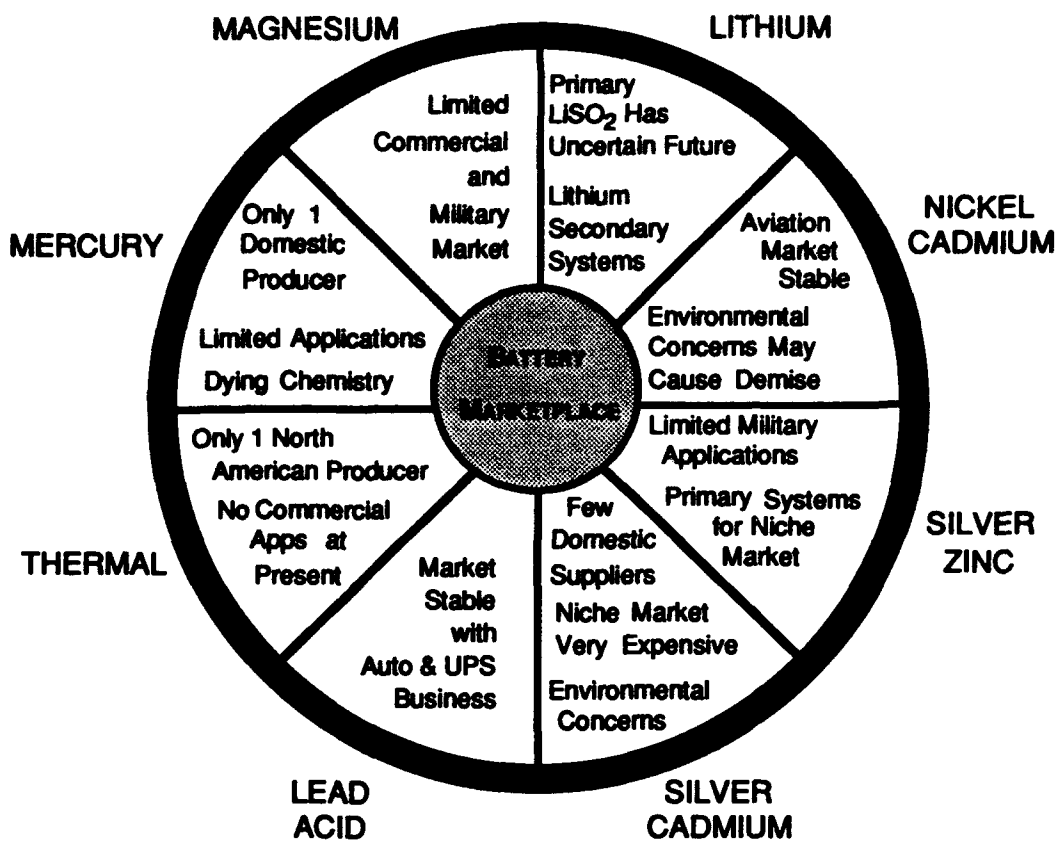 MAGNESIUM
Limited
Commercial
and
Military
Market
LITHIUM
Primary
LiSO2 Has
Uncertain Future
Lithium
Secondary
Systems
NICKEL
CADMIUM
Aviation
Market
Stable
Environmental
Concerns May
Cause Demise
SILVER
ZINC
Limited Military
Applications
Primary Systems
for Niche
Market
SILVER
CADMIUM
Few
Domestic
Suppliers
Niche Market
Very Expensive
Environmental
Concerns
LEAD
ACID
Market
Stable
with
Auto & UPS
Business
THERMAL
Only 1 North
American Producer
No Commercial
Apps at
Present
MERCURY
Only 1
Domestic
Producer
Limited Applications
Dying Chemistry
BATTERY
MARKETPLACE